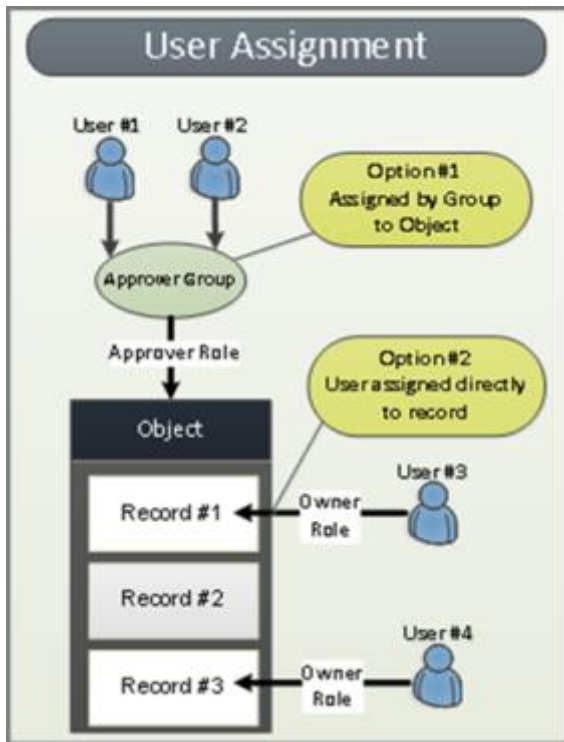 User Assignment
User #1
User #2
Option #1
Assigned by Group
to Object
Approver Group
Approver Role
Option #2
User assigned directly
to record
Object
User #3
Record #1
Owner
Role
Record #2
User #4
Record #3
Owner
Role